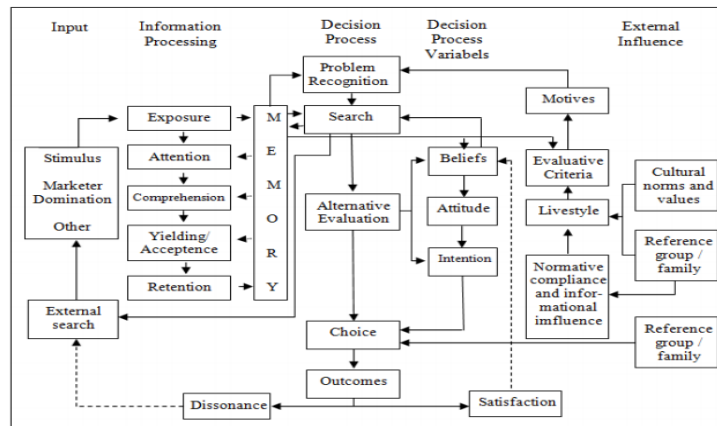 Input
Information
Processing
Decision
Process
Decision
Process
Variabels
External
Influence
Problem
Recognition
Search
Motives
Exposure
Attention
Comprehension
Yielding/
Acceptence
Retention
M
E
M
O
R
Y
Stimulus
Marketer
Domination
Other
External
search
Alternative
Evaluation
Beliefs
Attitude
Intention
Evaluative
Criteria
Livestyle
Normative
compliance
and infor-
mational
imfluence
Cultural
norms and
values
Reference
group /
family
Reference
group /
family
Choice
Outcomes
Dissonance
Satisfaction